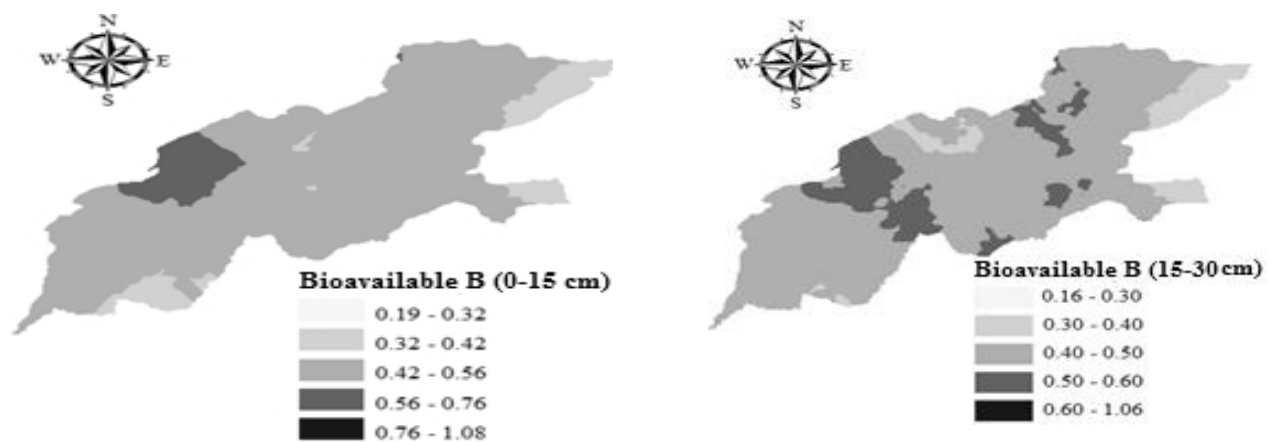 N
W E
S
Bioavailable B (0-15 cm)
0.19 - 0.32
0.32 - 0.42
0.42 - 0.56
0.56 - 0.76
0.76 - 1.08
N
W E
S
Bioavailable B (15-30cm)
0.16 - 0.30
0.30 - 0.40
0.40 - 0.50
0.50 - 0.60
0.60 - 1.06